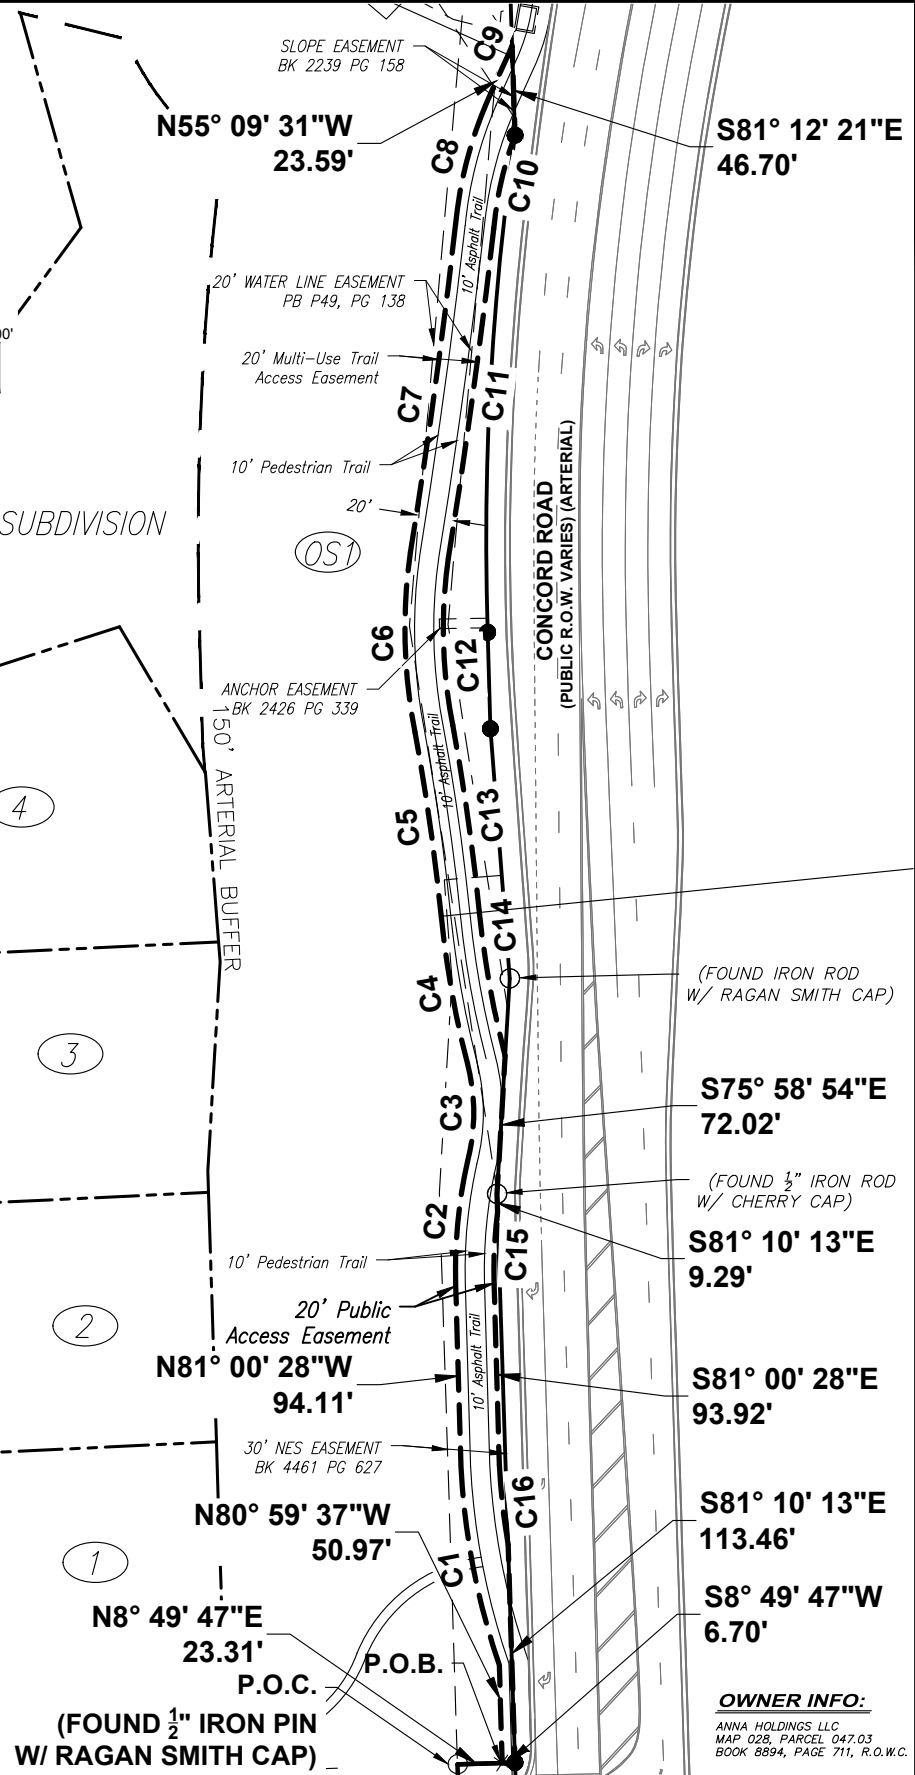 C9
SLOPE EASEMENT
BK 2239 PG 158
N55° 09' 31"W
23.59'
S81° 12' 21"E
46.70'
C8
C10
10' Asphalt Trail
20' WATER LINE EASEMENT
PB P49, PG 138
20' Multi-Use Trail
Access Easement
C7
C11
10' Pedestrian Trail
20'
SUBDIVISION
OS1
CONCORD ROAD
(PUBLIC R.O.W. VARIES) (ARTERIAL)
C6
C12
ANCHOR EASEMENT
BK 2426 PG 339
150' ARTERIAL BUFFER
10' Asphalt Trail
4
C5
C13
C14
C4
(FOUND IRON ROD
W/ RAGAN SMITH CAP)
3
C3
S75° 58' 54"E
72.02'
(FOUND ½" IRON ROD
W/ CHERRY CAP)
C2
C15
S81° 10' 13"E
9.29'
10' Pedestrian Trail
20' Public
Access Easement
2
10' Asphalt Trail
N81° 00' 28"W
94.11'
S81° 00' 28"E
93.92'
30' NES EASEMENT
BK 4461 PG 627
C16
N80° 59' 37"W
50.97'
S81° 10' 13"E
113.46'
1
C1
N8° 49' 47"E
23.31'
S8° 49' 47"W
6.70'
P.O.B.
P.O.C.
(FOUND ½" IRON PIN
W/ RAGAN SMITH CAP)
OWNER INFO:
ANNA HOLDINGS LLC
MAP 028, PARCEL 047.03
BOOK 8894, PAGE 711, R.O.W.C.